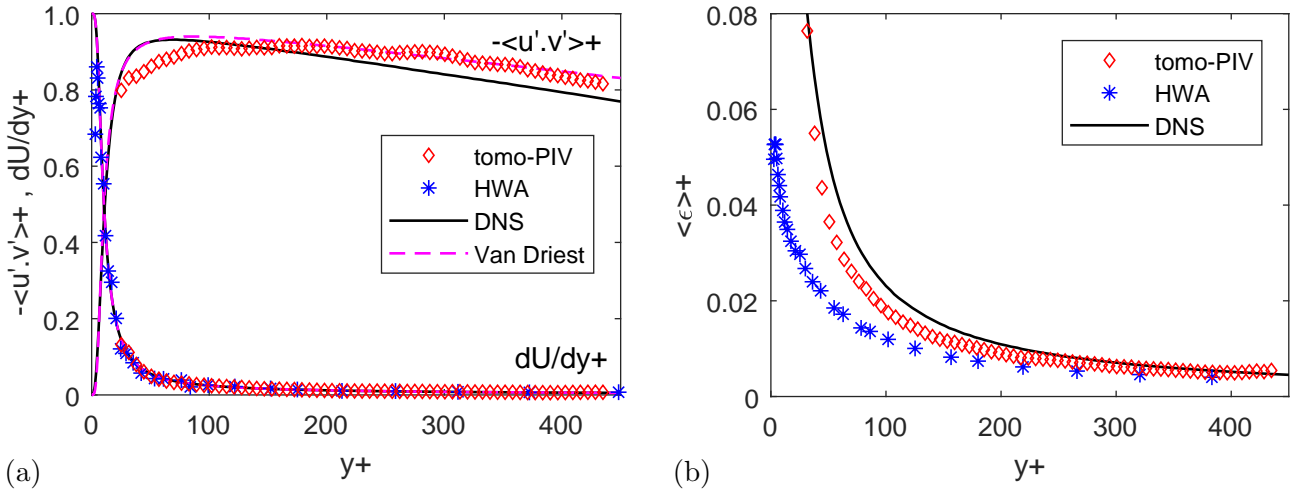 1.0
0.8
0.6
0.4
0.2
0
0
100
200
300
400
-<u'.v'>+ , dU/dy+
y+
-<u'.v'>+
dU/dy+
tomo-PIV
HWA
DNS
Van Driest
(a)
0.08
0.06
0.04
0.02
0
0
100
200
300
400
<ϵ>+
y+
tomo-PIV
HWA
DNS
(b)